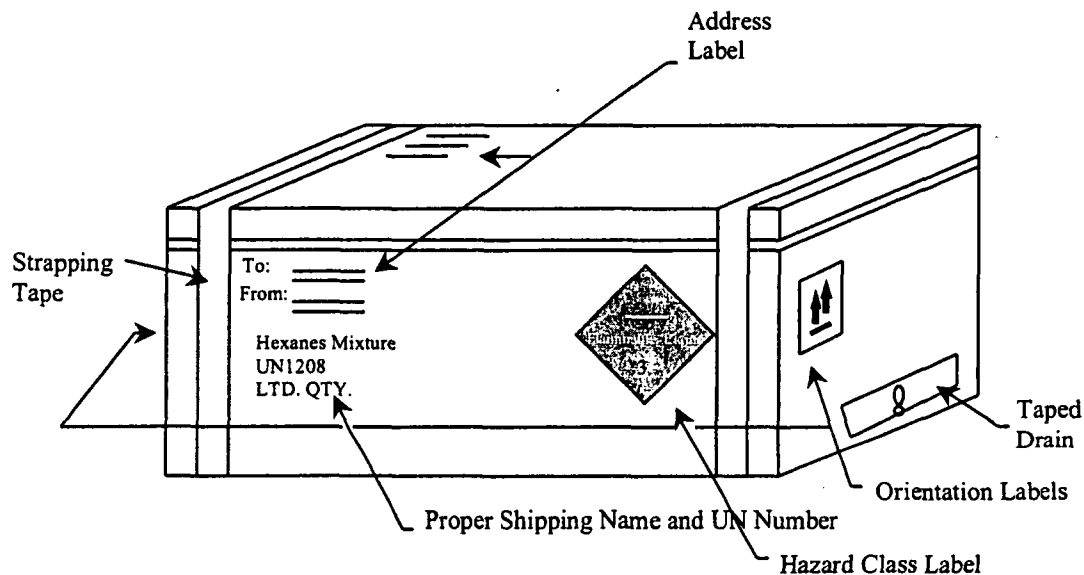 Address
Label
Strapping
Tape
To:
From:
Hexanes Mixture
UN1208
LTD. QTY.
3
Taped
Drain
Orientation Labels
Proper Shipping Name and UN Number
Hazard Class Label